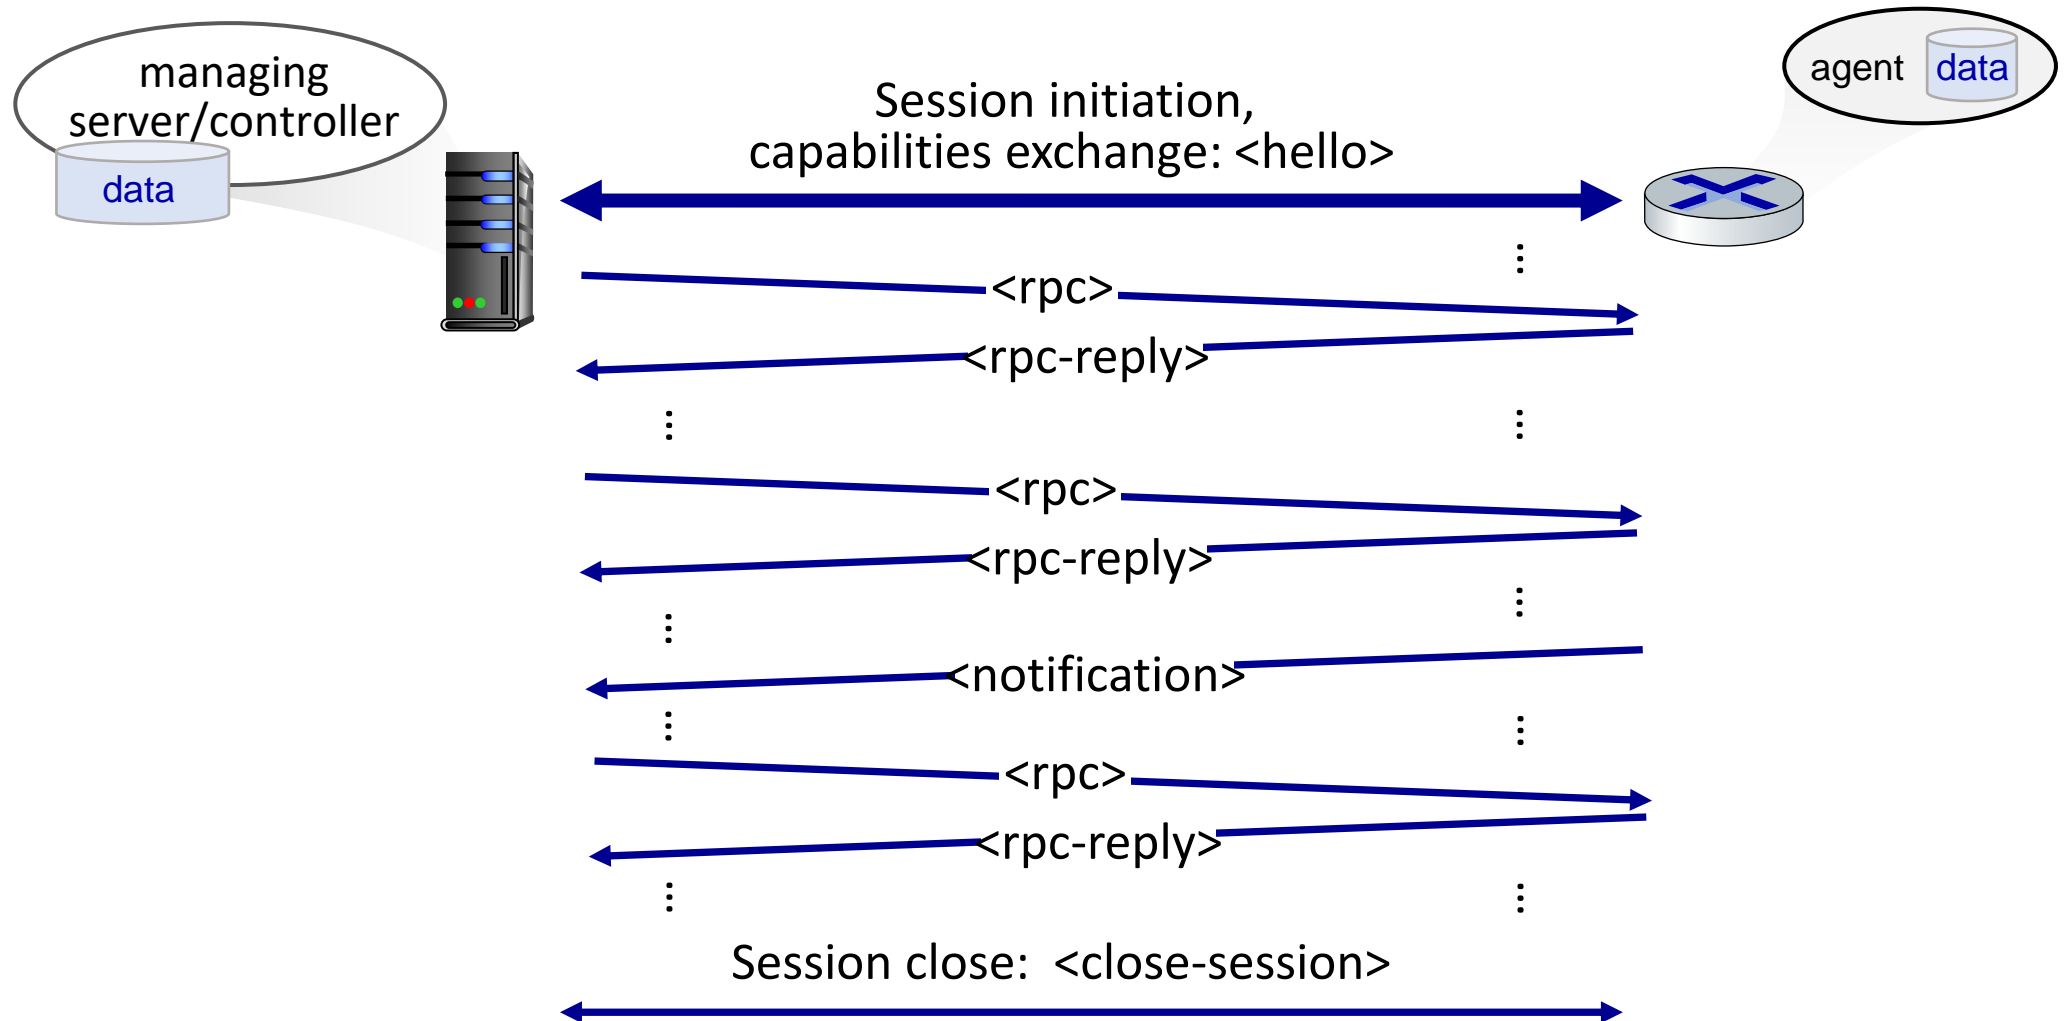 managing
server/controller
data
agent
data
Session initiation,
capabilities exchange: <hello>
<rpc>
<rpc-reply>
<rpc>
<rpc-reply>
<notification>
<rpc>
<rpc-reply>
Session close: <close-session>